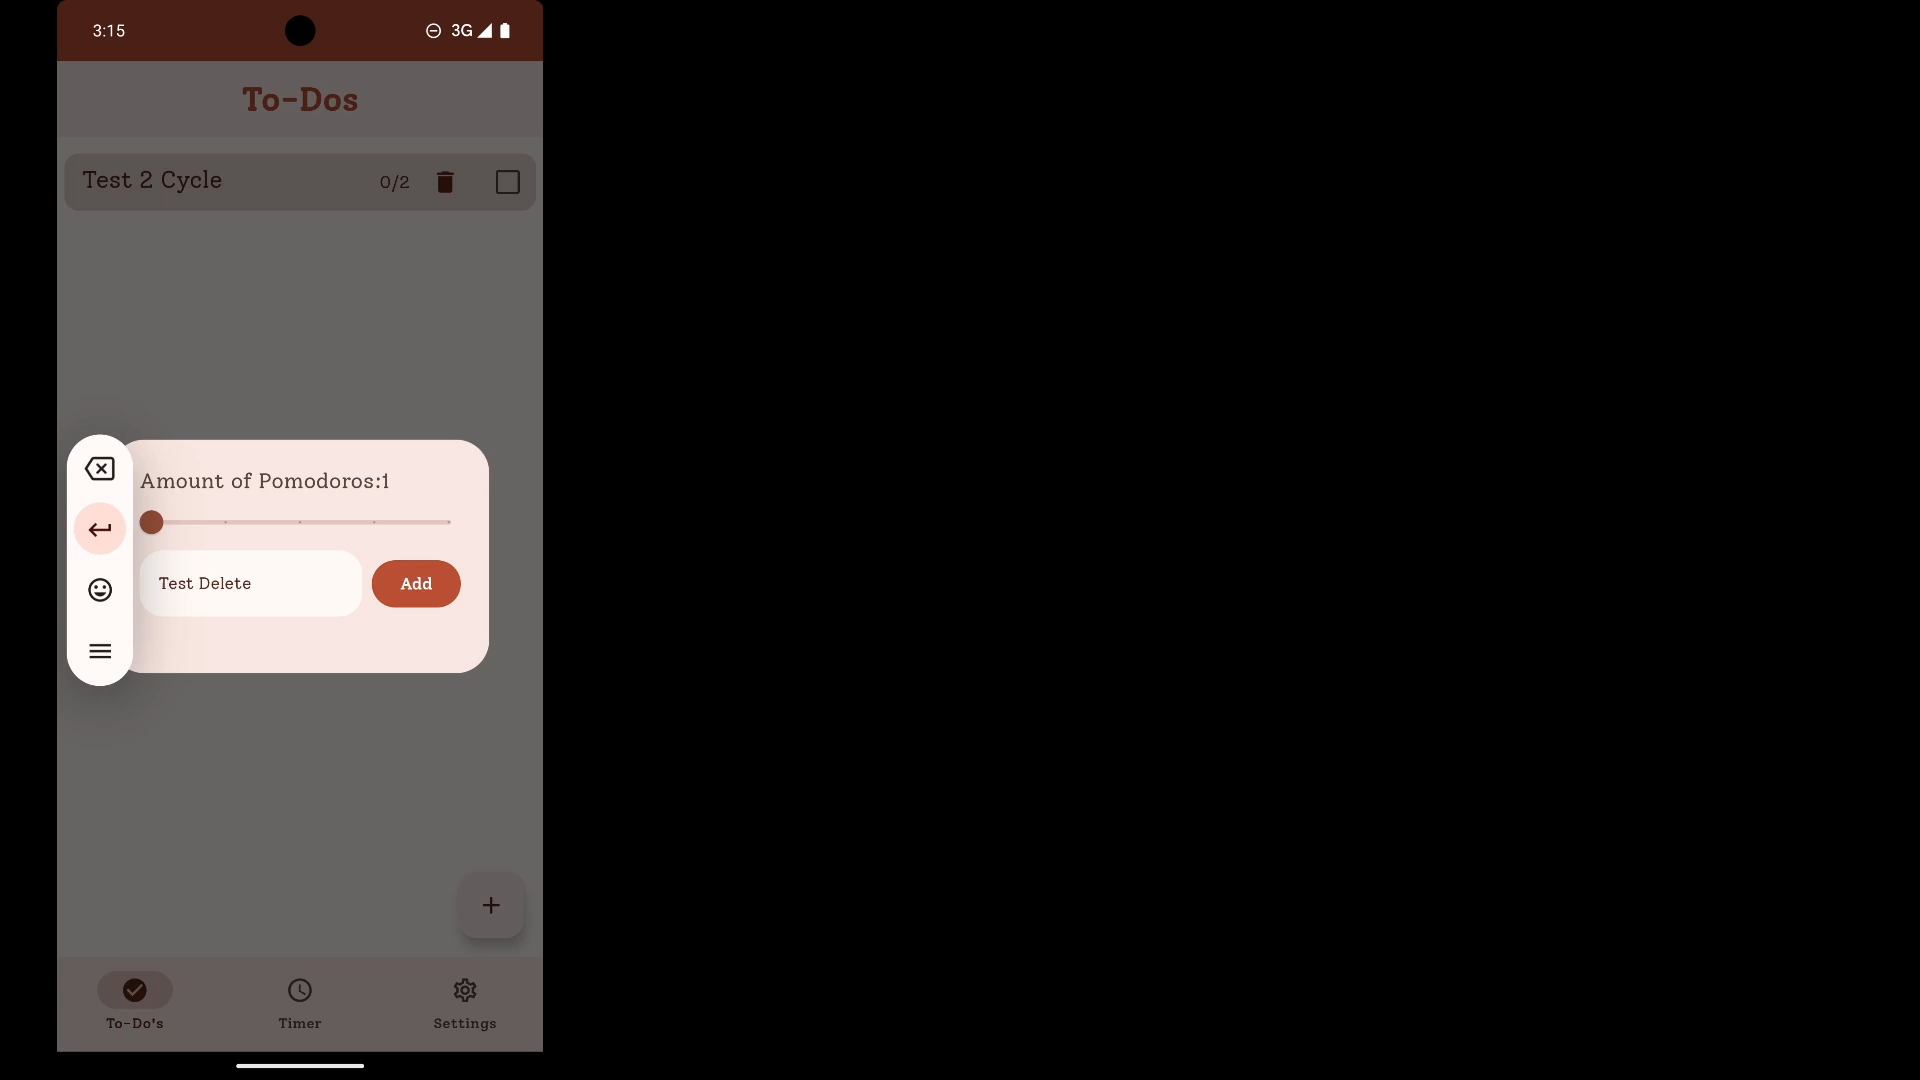 3:15
3G
To-Dos
Test 2 Cycle 0/2
Amount of Pomodoros:1
Test Delete Add
To-Do's Timer Settings